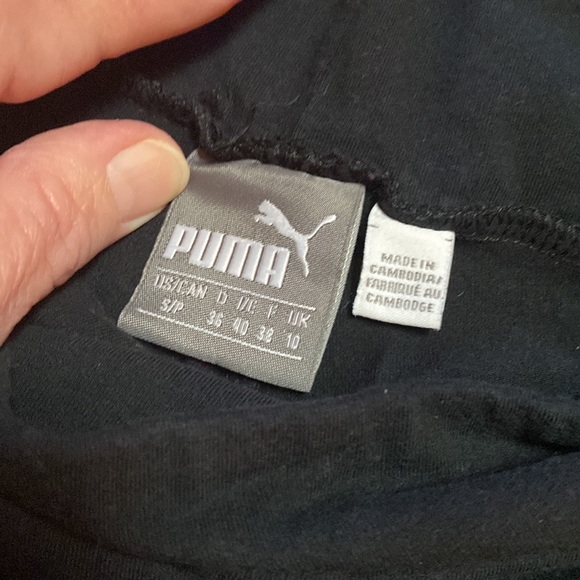 PUMA
US/CAN D I/E F UK
S/P 36 40 38 10
MADE IN
CAMBODIA/
FABRIQUÉ AU
CAMBODGE